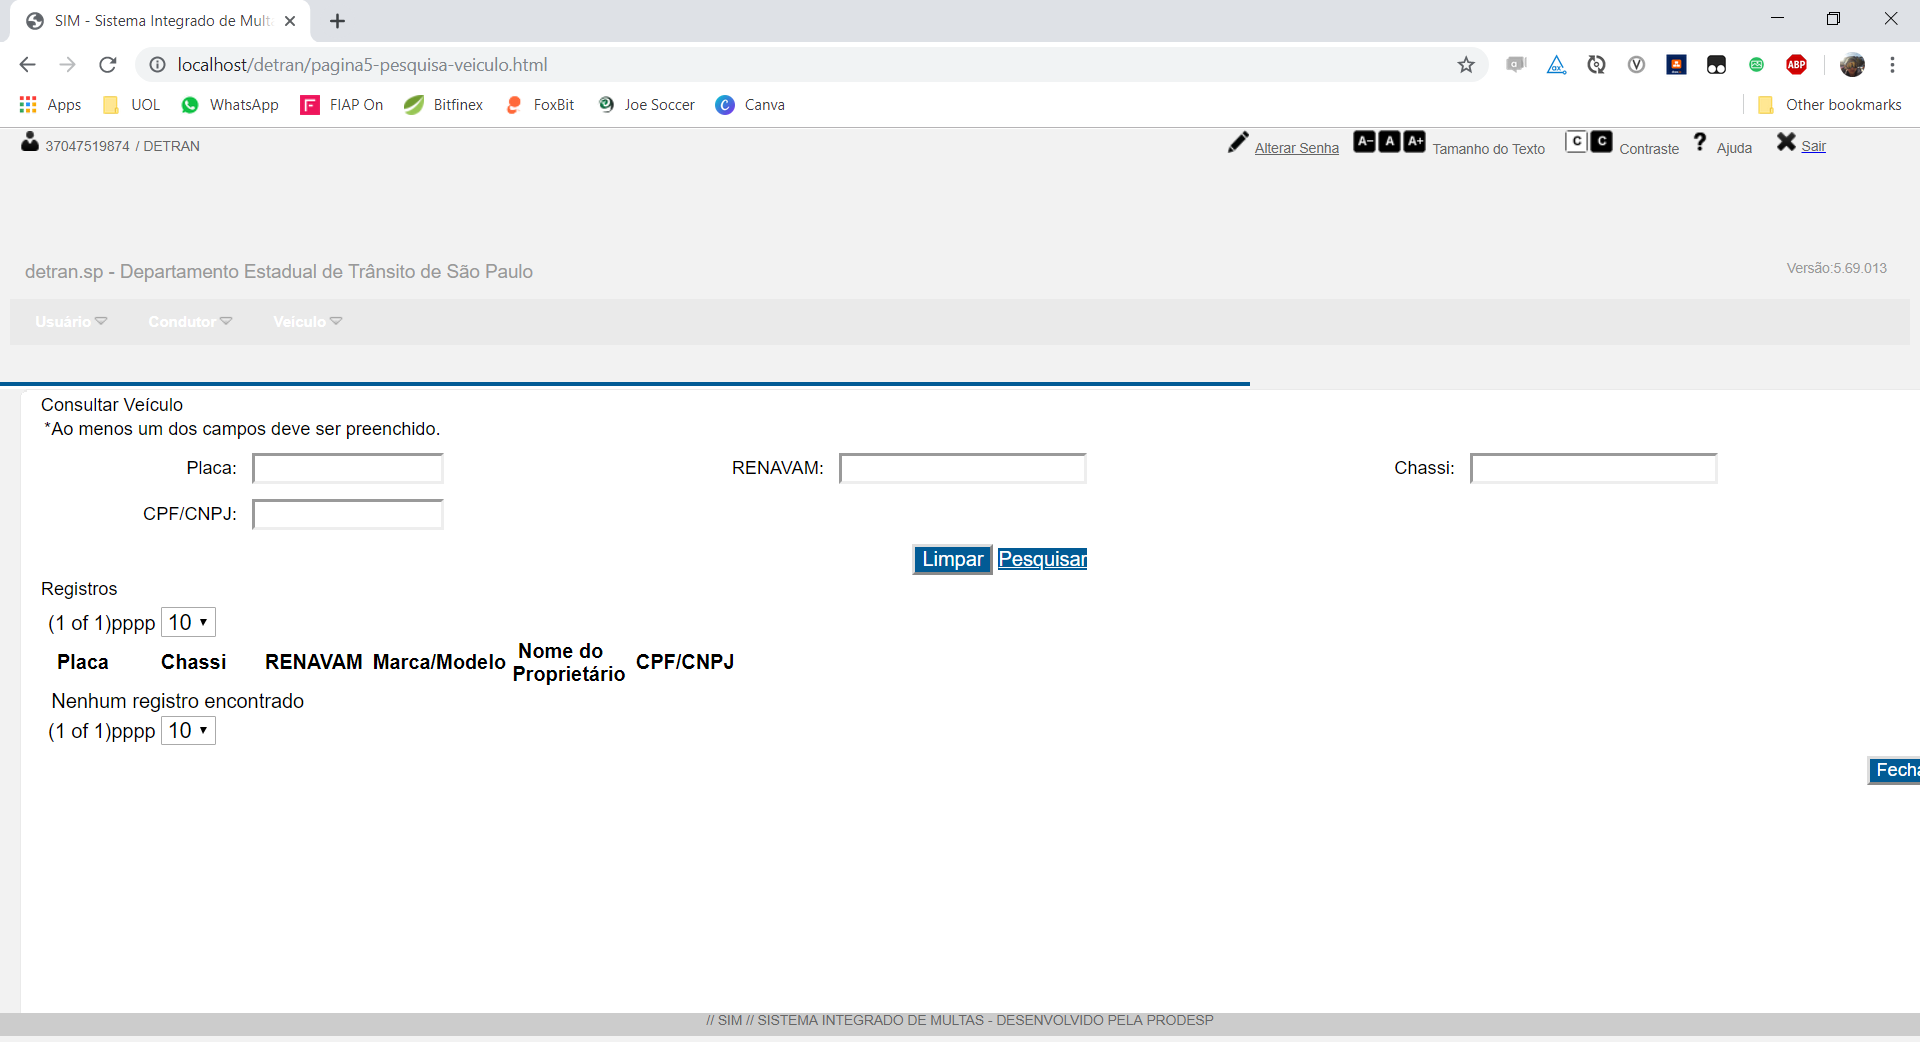 SIM - Sistema Integrado de Mult
localhost/detran/pagina5-pesquisa-veiculo.html
Apps UOL WhatsApp FIAP On Bitfinex FoxBit Joe Soccer Canva Other bookmarks
37047519874 / DETRAN
Alterar Senha A- A A+ Tamanho do Texto C C Contraste ? Ajuda Sair
detran.sp - Departamento Estadual de Trânsito de São Paulo
Versão:5.69.013
Usuário Condutor Veiculo
Consultar Veículo
*Ao menos um dos campos deve ser preenchido.
Placa: RENAVAM: Chassi:
CPF/CNPJ:
Limpar Pesquisar
Registros
(1 of 1)pppp 10
Placa Chassi RENAVAM Marca/Modelo Nome do Proprietário CPF/CNPJ
Nenhum registro encontrado
(1 of 1)pppp 10
Fecha
// SIM // SISTEMA INTEGRADO DE MULTAS - DESENVOLVIDO PELA PRODESP